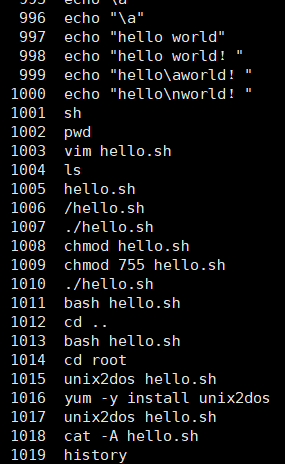 995 echo "\a"
996 echo "\a"
997 echo "hello world"
998 echo "hello world! "
999 echo "hello\aworld! "
1000 echo "hello\nworld! "
1001 sh
1002 pwd
1003 vim hello.sh
1004 ls
1005 hello.sh
1006 /hello.sh
1007 ./hello.sh
1008 chmod hello.sh
1009 chmod 755 hello.sh
1010 ./hello.sh
1011 bash hello.sh
1012 cd ..
1013 bash hello.sh
1014 cd root
1015 unix2dos hello.sh
1016 yum -y install unix2dos
1017 unix2dos hello.sh
1018 cat -A hello.sh
1019 history